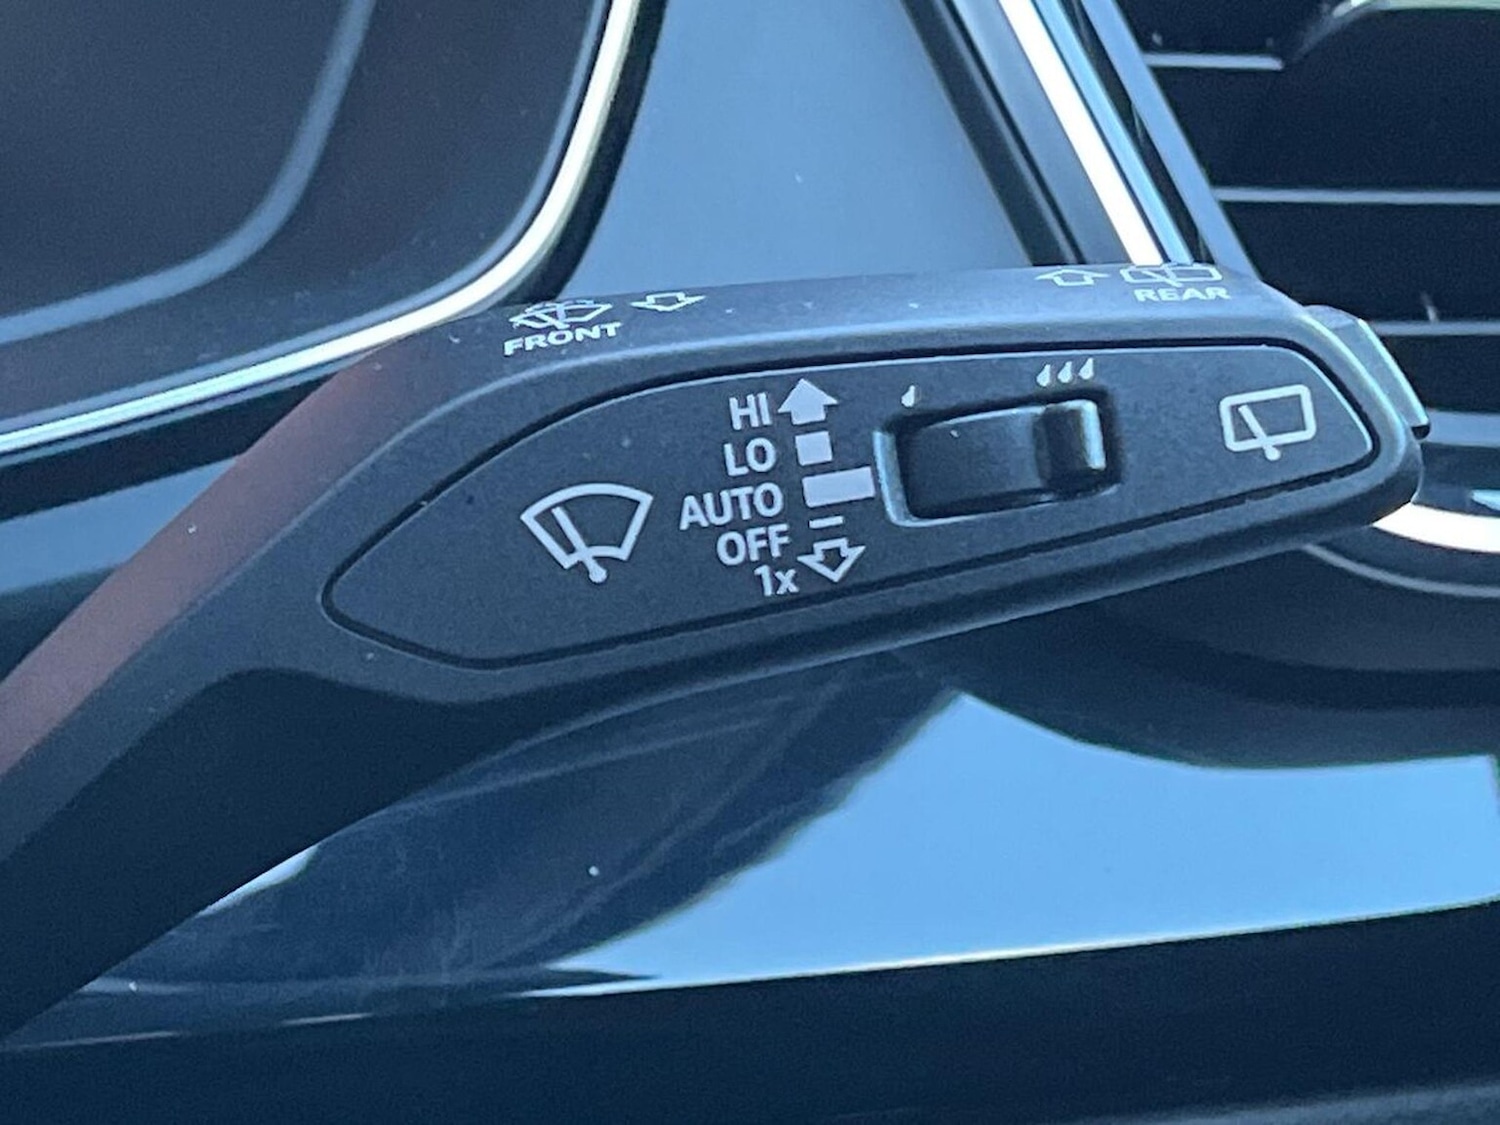 FRONT
REAR
HI
LO
AUTO
OFF
1x